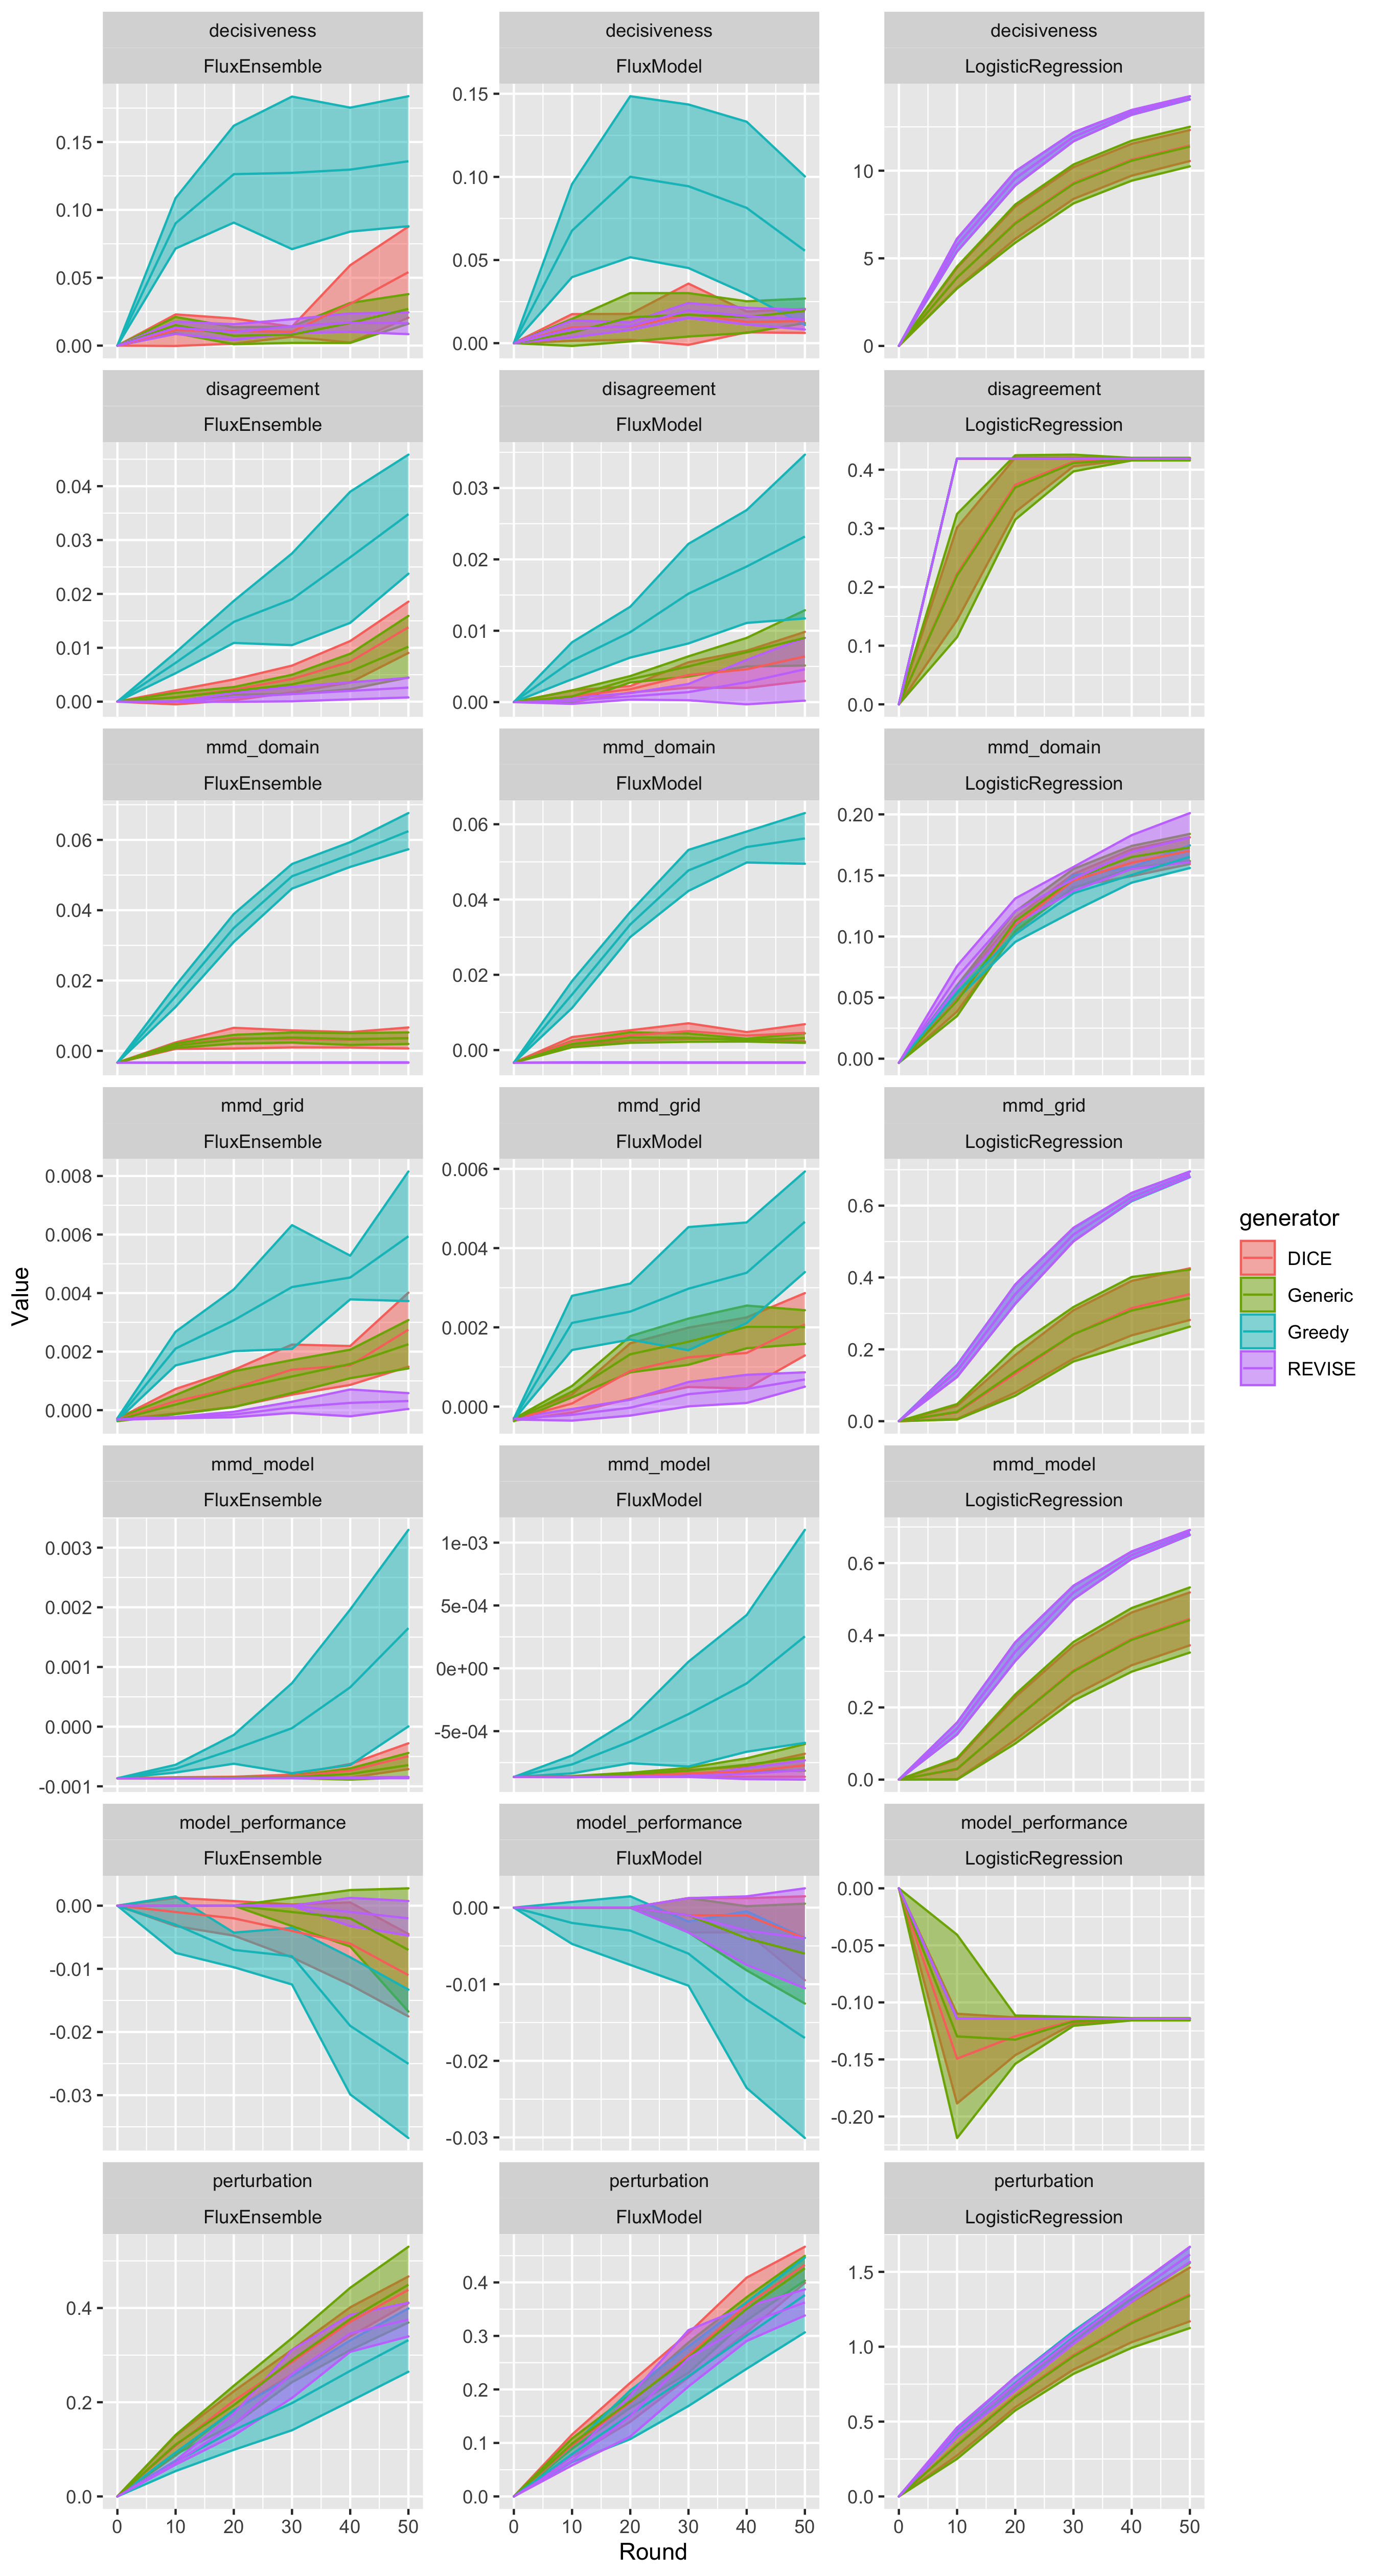 decisiveness decisiveness decisiveness
FluxEnsemble FluxModel LogisticRegression
0.15 0.10 0.05 0.00
0.15 0.10 0.05 0.00
10 5 0
disagreement disagreement disagreement
FluxEnsemble FluxModel LogisticRegression
0.04 0.03 0.02 0.01 0.00
0.03 0.02 0.01 0.00
0.4 0.3 0.2 0.1 0.0
mmd_domain mmd_domain mmd_domain
FluxEnsemble FluxModel LogisticRegression
0.06 0.04 0.02 0.00
0.06 0.04 0.02 0.00
0.20 0.15 0.10 0.05 0.00
mmd_grid mmd_grid mmd_grid
FluxEnsemble FluxModel LogisticRegression
0.008 0.006 0.004 0.002 0.000
0.006 0.004 0.002 0.000
0.6 0.4 0.2 0.0
mmd_model mmd_model mmd_model
FluxEnsemble FluxModel LogisticRegression
0.003 0.002 0.001 0.000 -0.001
1e-03 5e-04 0e+00 -5e-04
0.6 0.4 0.2 0.0
model_performance model_performance model_performance
FluxEnsemble FluxModel LogisticRegression
0.00 -0.01 -0.02 -0.03
0.00 -0.01 -0.02 -0.03
0.00 -0.05 -0.10 -0.15 -0.20
perturbation perturbation perturbation
FluxEnsemble FluxModel LogisticRegression
0.4 0.2 0.0
0.4 0.3 0.2 0.1 0.0
1.5 1.0 0.5 0.0
0 10 20 30 40 50 0 10 20 30 40 50 0 10 20 30 40 50
Round
Value
generator
DICE
Generic
Greedy
REVISE